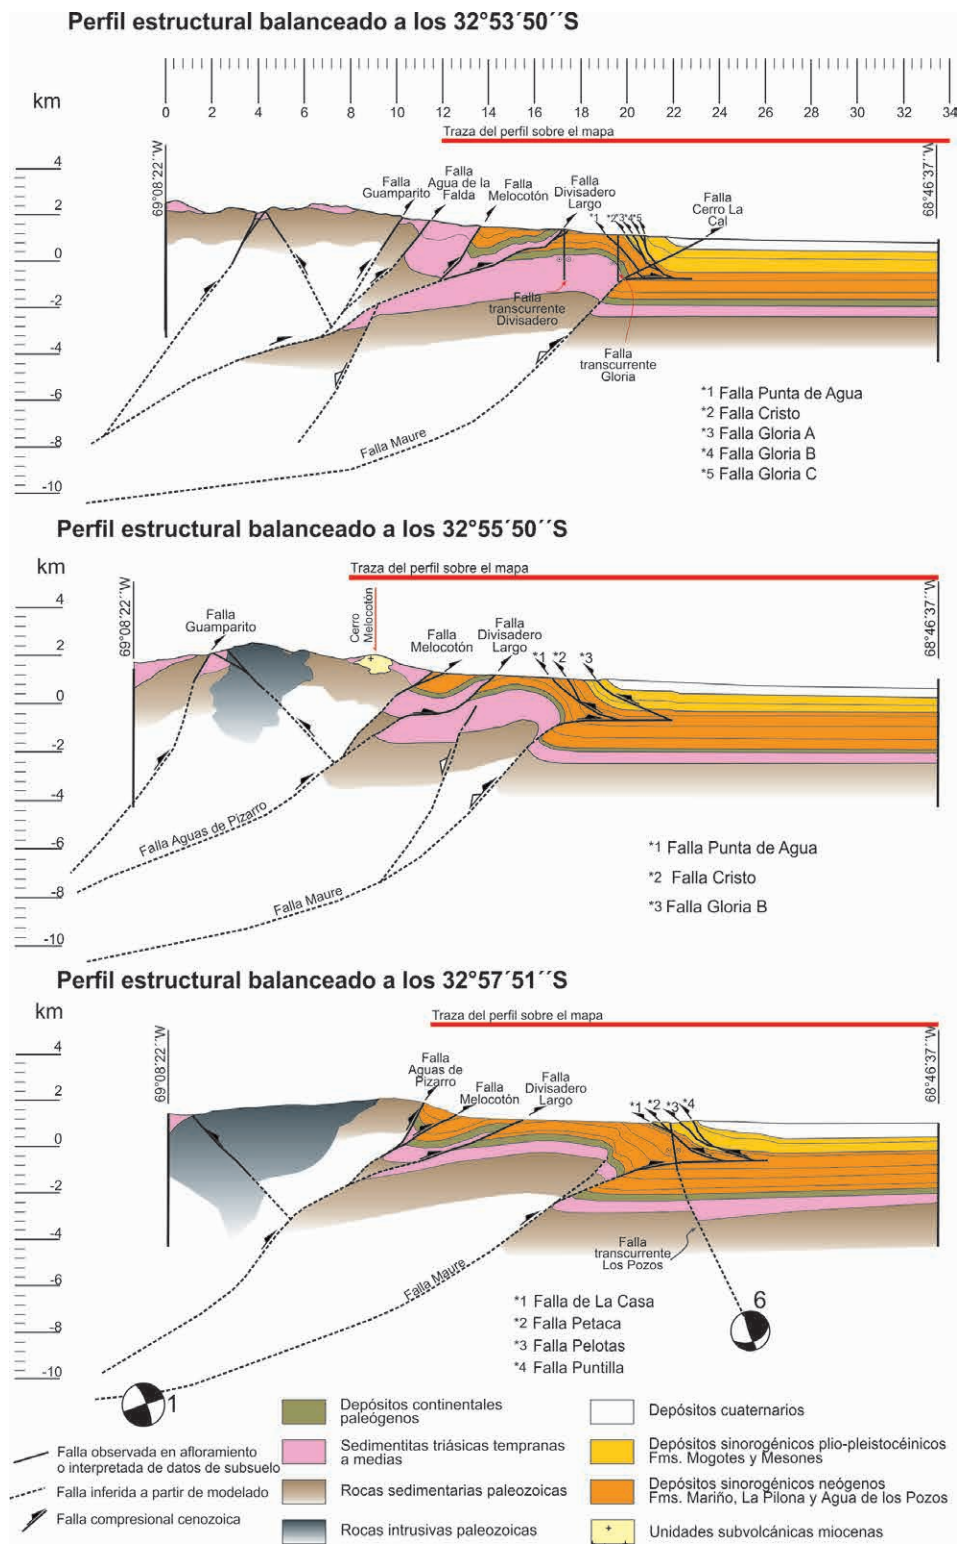 Perfil estructural balanceado a los 32°53´50´´S
km
0 2 4 6 8 10 12 14 16 18 20 22 24 26 28 30 32 34
Traza del perfil sobre el mapa
69°08´22´´W
68°46´37´´W
4
2
0
-2
-4
-6
-8
-10
Falla
Guamparito
Falla
Agua de la
Falda
Falla
Melocotón
Falla
Divisadero
Largo
*1 *2 *3 *4 *5
Falla
Cerro La
Cal
Falla
transcurrente
Divisadero
Falla
transcurrente
Gloria
Falla Maure
*1 Falla Punta de Agua
*2 Falla Cristo
*3 Falla Gloria A
*4 Falla Gloria B
*5 Falla Gloria C
Perfil estructural balanceado a los 32°55´50´´S
km
Traza del perfil sobre el mapa
69°08´22´´W
68°46´37´´W
4
2
0
-2
-4
-6
-8
-10
Falla
Guamparito
Cerro
Melocotón
Falla
Melocotón
Falla
Divisadero
Largo
*1 *2 *3
Falla Aguas de Pizarro
Falla Maure
*1 Falla Punta de Agua
*2 Falla Cristo
*3 Falla Gloria B
Perfil estructural balanceado a los 32°57´51´´S
km
Traza del perfil sobre el mapa
69°08´22´´W
68°46´37´´W
4
2
0
-2
-4
-6
-8
-10
Falla
Aguas de
Pizarro
Falla
Melocotón
Falla
Divisadero
Largo
*1 *2 *3 *4
Falla
transcurrente
Los Pozos
Falla Maure
*1 Falla de La Casa
*2 Falla Petaca
*3 Falla Pelotas
*4 Falla Puntilla
6
1
Falla observada en afloramiento
o interpretada de datos de subsuelo
Falla inferida a partir de modelado
Falla compresional cenozoica
Depósitos continentales
paleógenos
Sedimentitas triásicas tempranas
a medias
Rocas sedimentarias paleozoicas
Rocas intrusivas paleozoicas
Depósitos cuaternarios
Depósitos sinorogénicos plio-pleistocéinicos
Fms. Mogotes y Mesones
Depósitos sinorogénicos neógenos
Fms. Mariño, La Pilona y Agua de los Pozos
Unidades subvolcánicas miocenas